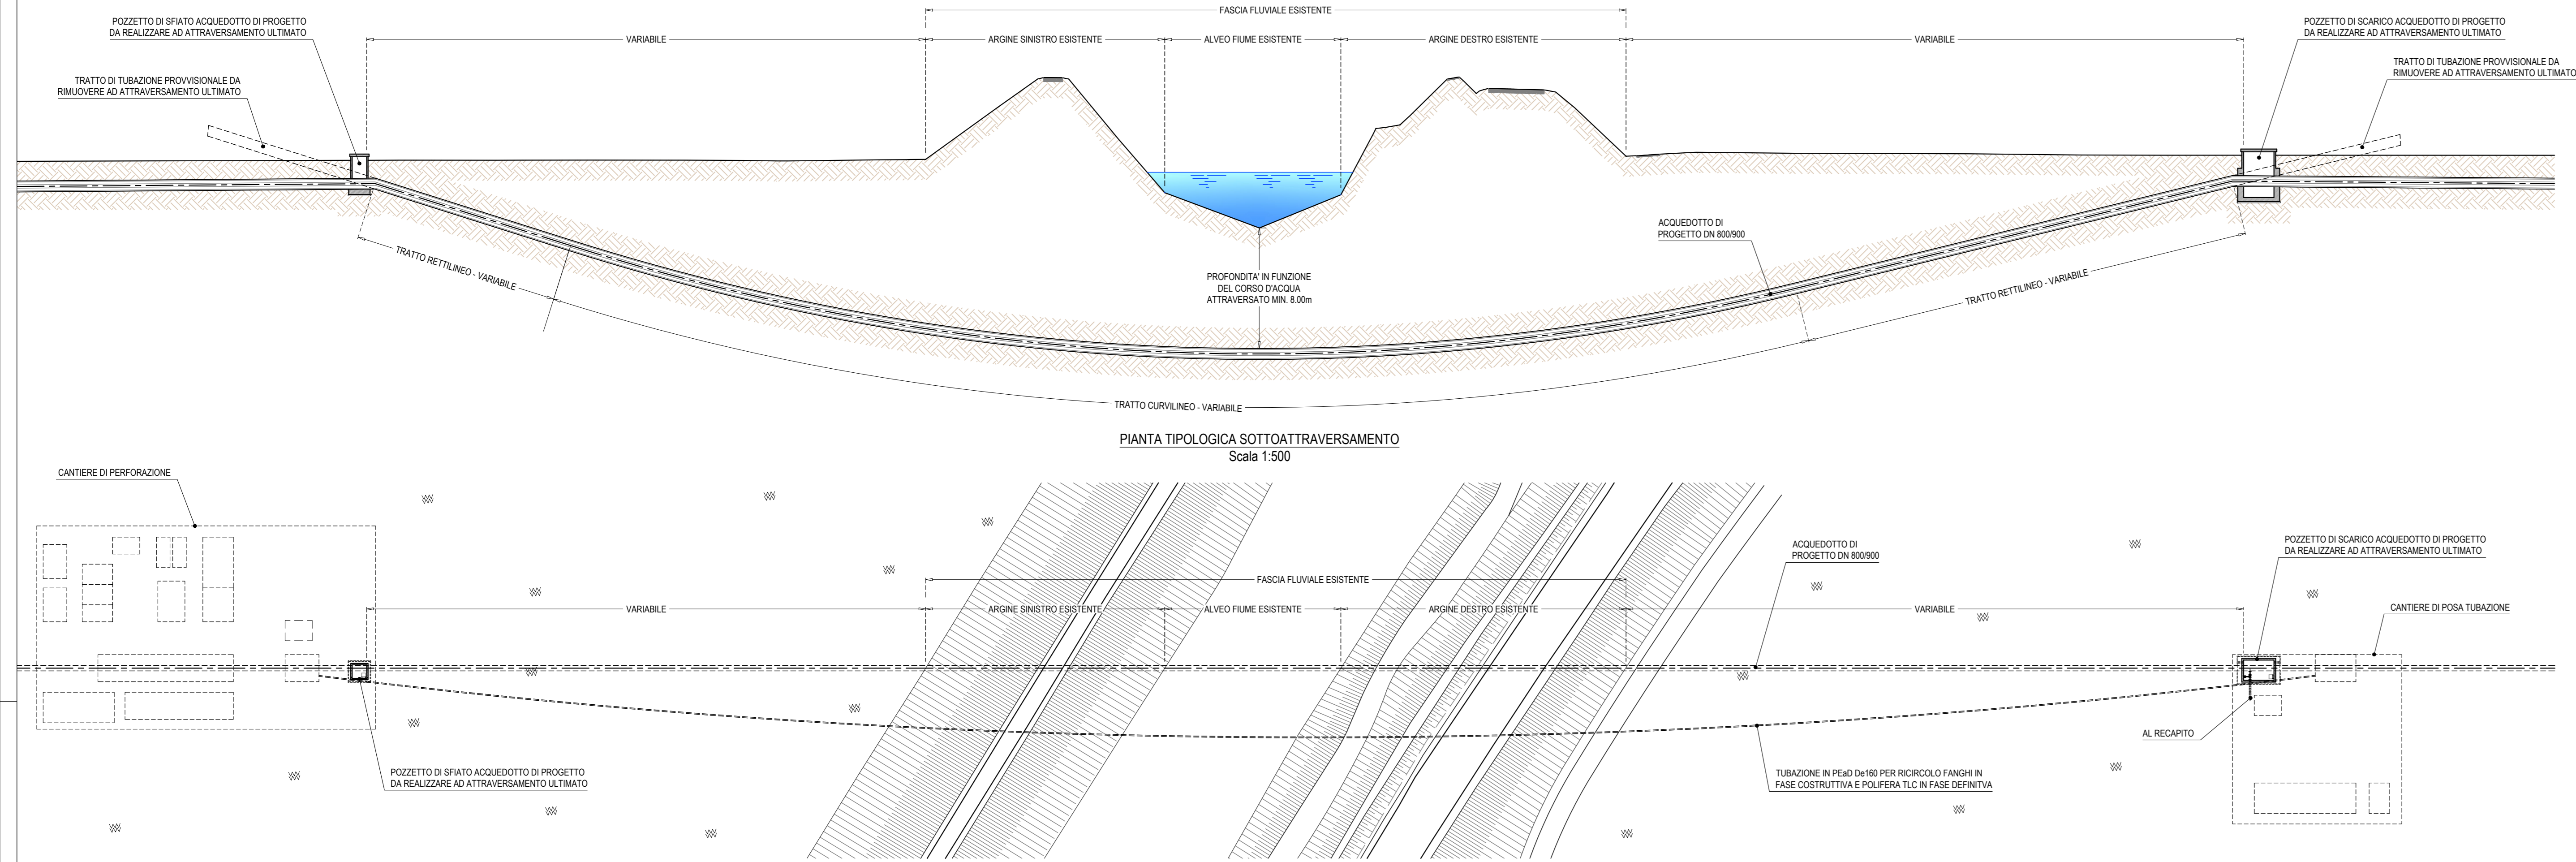 FASCIA FLUVIALE ESISTENTE
POZZETTO DI SFIATO ACQUEDOTTO DI PROGETTO
DA REALIZZARE AD ATTRAVERSAMENTO ULTIMATO
POZZETTO DI SCARICO ACQUEDOTTO DI PROGETTO
DA REALIZZARE AD ATTRAVERSAMENTO ULTIMATO
VARIABILE
ARGINE SINISTRO ESISTENTE
ALVEO FIUME ESISTENTE
ARGINE DESTRO ESISTENTE
VARIABILE
TRATTO DI TUBAZIONE PROVVISIONALE DA
RIMUOVERE AD ATTRAVERSAMENTO ULTIMATO
TRATTO DI TUBAZIONE PROVVISIONALE DA
RIMUOVERE AD ATTRAVERSAMENTO ULTIMATO
ACQUEDOTTO DI
PROGETTO DN 800/900
TRATTO RETTILINEO - VARIABILE
PROFONDITA' IN FUNZIONE
DEL CORSO D'ACQUA
ATTRAVERSATO MIN. 8.00m
TRATTO RETTILINEO - VARIABILE
TRATTO CURVILINEO - VARIABILE
PIANTA TIPOLOGICA SOTTOATTRAVERSAMENTO
Scala 1:500
CANTIERE DI PERFORAZIONE
ACQUEDOTTO DI
PROGETTO DN 800/900
POZZETTO DI SCARICO ACQUEDOTTO DI PROGETTO
DA REALIZZARE AD ATTRAVERSAMENTO ULTIMATO
FASCIA FLUVIALE ESISTENTE
VARIABILE
ARGINE SINISTRO ESISTENTE
ALVEO FIUME ESISTENTE
ARGINE DESTRO ESISTENTE
VARIABILE
CANTIERE DI POSA TUBAZIONE
AL RECAPITO
POZZETTO DI SFIATO ACQUEDOTTO DI PROGETTO
DA REALIZZARE AD ATTRAVERSAMENTO ULTIMATO
TUBAZIONE IN PEaD De160 PER RICIRCOLO FANGHI IN
FASE COSTRUTTIVA E POLIFERA TLC IN FASE DEFINITVA